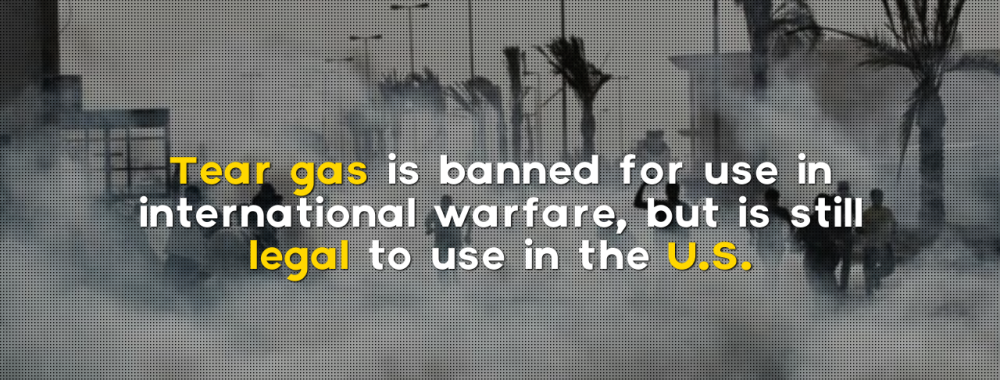 Tear gas is banned for use in
international warfare, but is still
legal to use in the U.S.